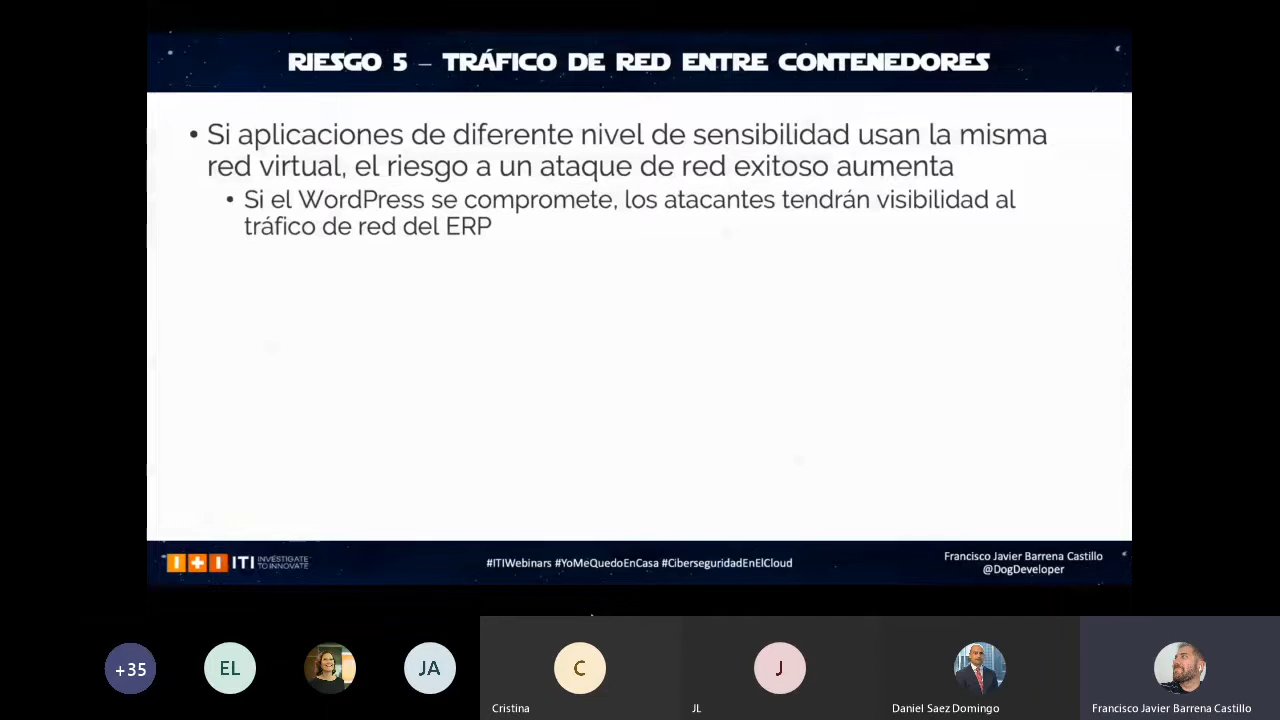 RIESGO 5 – TRÁFICO DE RED ENTRE CONTENEDORES
• Si aplicaciones de diferente nivel de sensibilidad usan la misma
red virtual, el riesgo a un ataque de red exitoso aumenta
• Si el WordPress se compromete, los atacantes tendrán visibilidad al
tráfico de red del ERP
I+I ITI INVESTIGATE
TO INNOVATE
#ITIWebinars #YoMeQuedoEnCasa #CiberseguridadEnElCloud
Francisco Javier Barrena Castillo
@DogDeveloper
+35
EL
JA
C
J
Cristina
JL
Daniel Saez Domingo
Francisco Javier Barrena Castillo